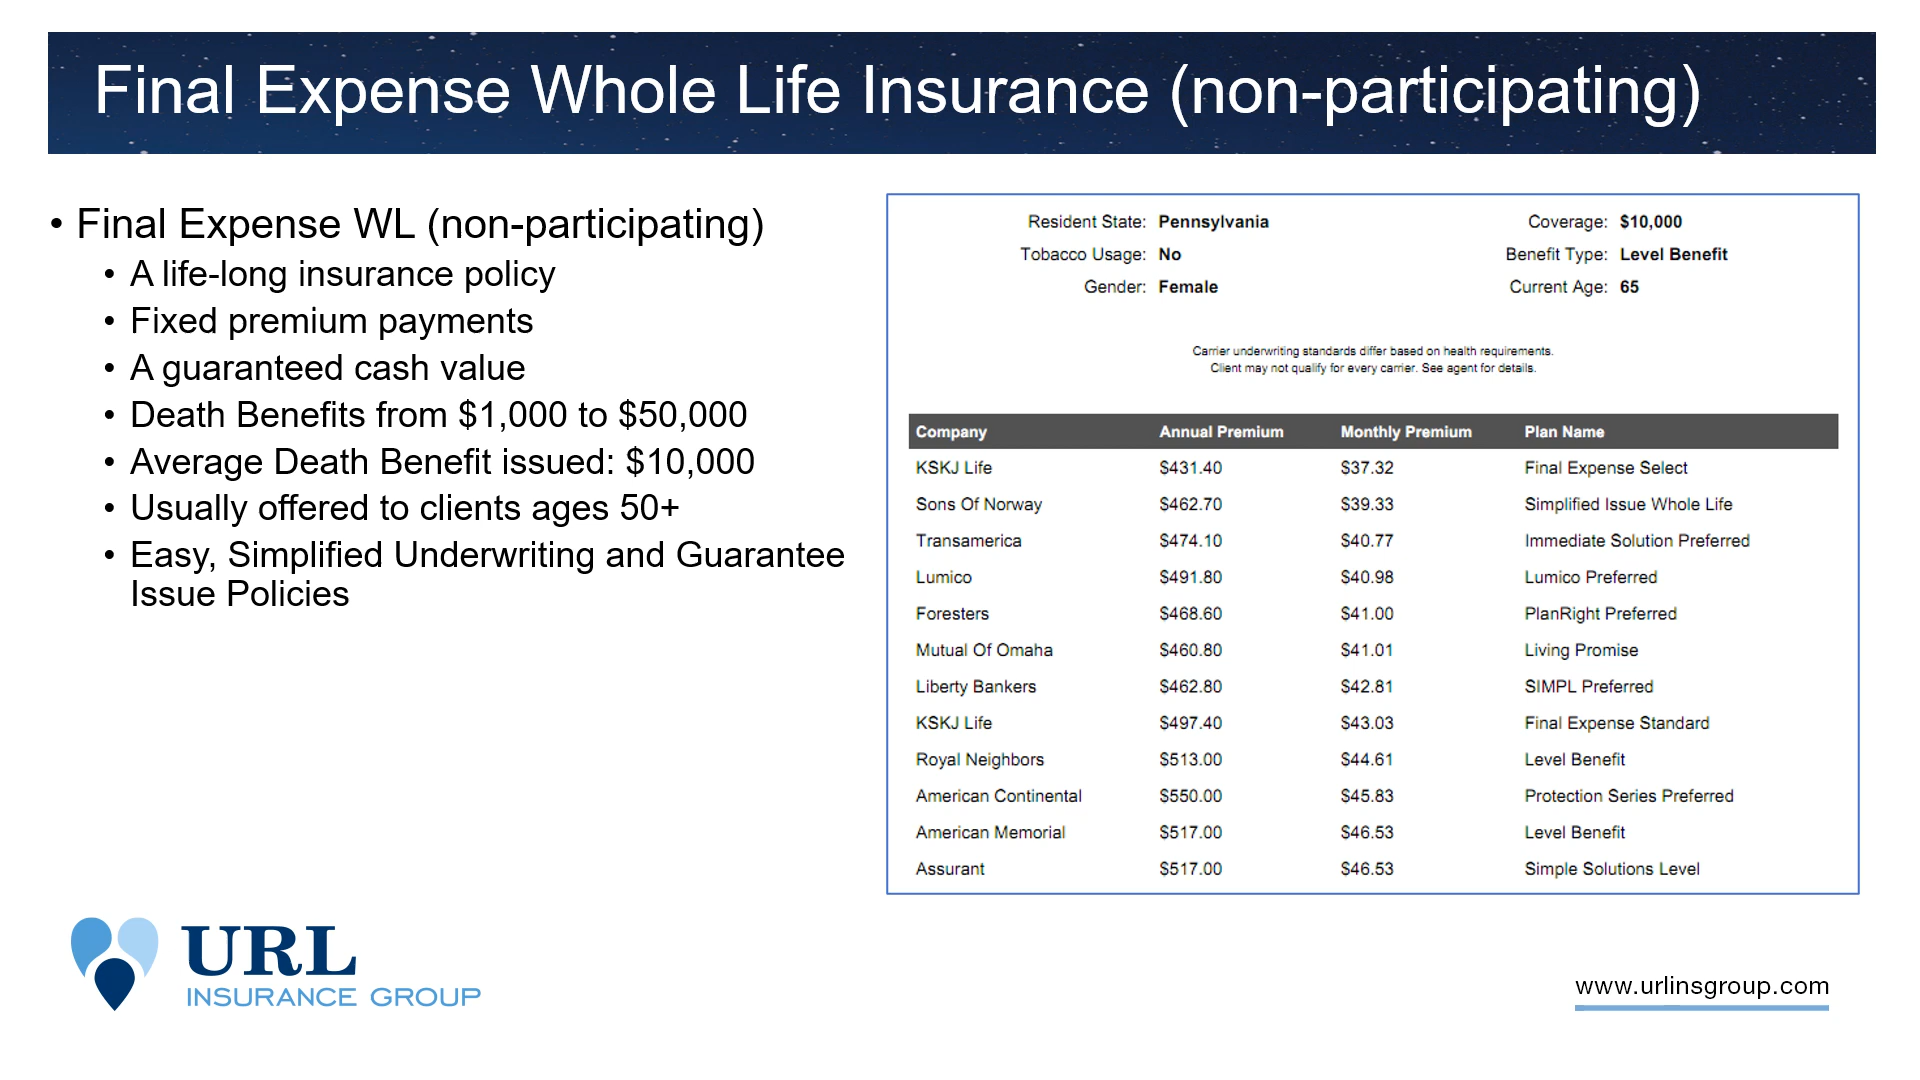 Final Expense Whole Life Insurance (non-participating)
• Final Expense WL (non-participating)
• A life-long insurance policy
• Fixed premium payments
• A guaranteed cash value
• Death Benefits from $1,000 to $50,000
• Average Death Benefit issued: $10,000
• Usually offered to clients ages 50+
• Easy, Simplified Underwriting and Guarantee
Issue Policies
Resident State: Pennsylvania Coverage: $10,000
Tobacco Usage: No Benefit Type: Level Benefit
Gender: Female Current Age: 65
Carrier underwriting standards differ based on health requirements.
Client may not qualify for every carrier. See agent for details.
Company Annual Premium Monthly Premium Plan Name
KSKJ Life $431.40 $37.32 Final Expense Select
Sons Of Norway $462.70 $39.33 Simplified Issue Whole Life
Transamerica $474.10 $40.77 Immediate Solution Preferred
Lumico $491.80 $40.98 Lumico Preferred
Foresters $468.60 $41.00 PlanRight Preferred
Mutual Of Omaha $460.80 $41.01 Living Promise
Liberty Bankers $462.80 $42.81 SIMPL Preferred
KSKJ Life $497.40 $43.03 Final Expense Standard
Royal Neighbors $513.00 $44.61 Level Benefit
American Continental $550.00 $45.83 Protection Series Preferred
American Memorial $517.00 $46.53 Level Benefit
Assurant $517.00 $46.53 Simple Solutions Level
URL
INSURANCE GROUP
www.urlinsgroup.com